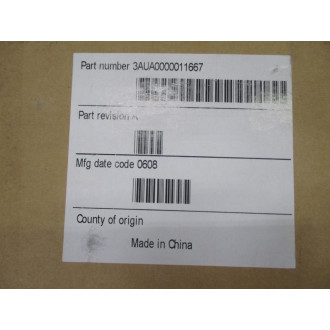 Part number 3AUA0000011667
Part revision
Mfg date code 0608
County of origin
Made in China